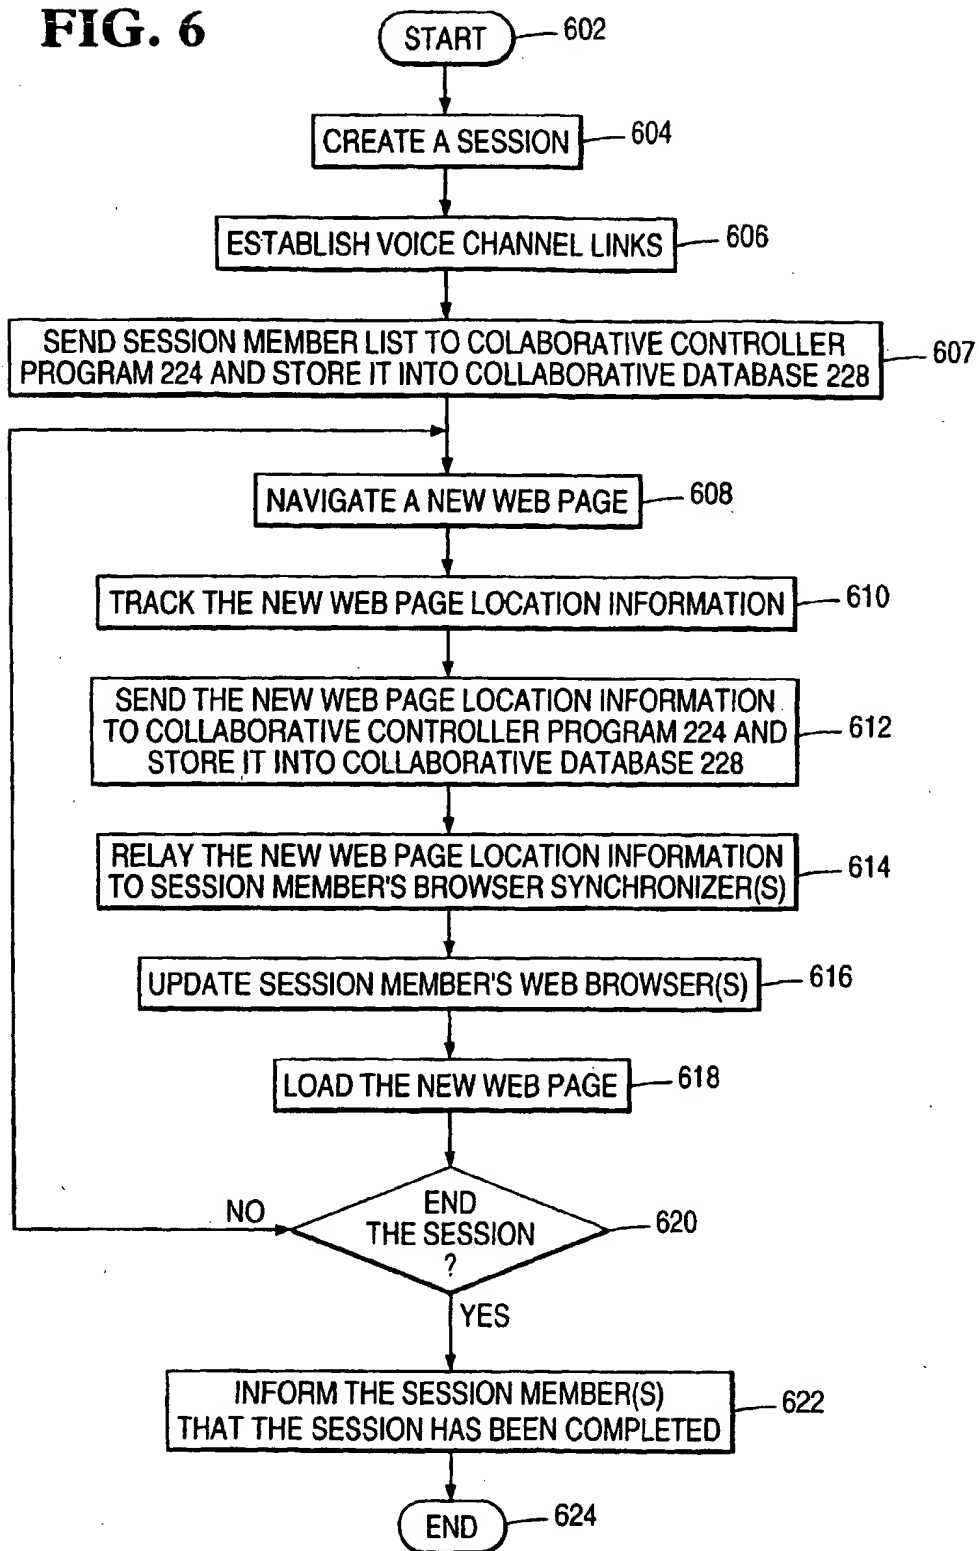 FIG. 6
START
602
CREATE A SESSION
604
ESTABLISH VOICE CHANNEL LINKS
606
SEND SESSION MEMBER LIST TO COLABORATIVE CONTROLLER
PROGRAM 224 AND STORE IT INTO COLLABORATIVE DATABASE 228
607
NAVIGATE A NEW WEB PAGE
608
TRACK THE NEW WEB PAGE LOCATION INFORMATION
610
SEND THE NEW WEB PAGE LOCATION INFORMATION
TO COLLABORATIVE CONTROLLER PROGRAM 224 AND
STORE IT INTO COLLABORATIVE DATABASE 228
612
RELAY THE NEW WEB PAGE LOCATION INFORMATION
TO SESSION MEMBER'S BROWSER SYNCHRONIZER(S)
614
UPDATE SESSION MEMBER'S WEB BROWSER(S)
616
LOAD THE NEW WEB PAGE
618
END
THE SESSION
?
620
NO
YES
INFORM THE SESSION MEMBER(S)
THAT THE SESSION HAS BEEN COMPLETED
622
END
624